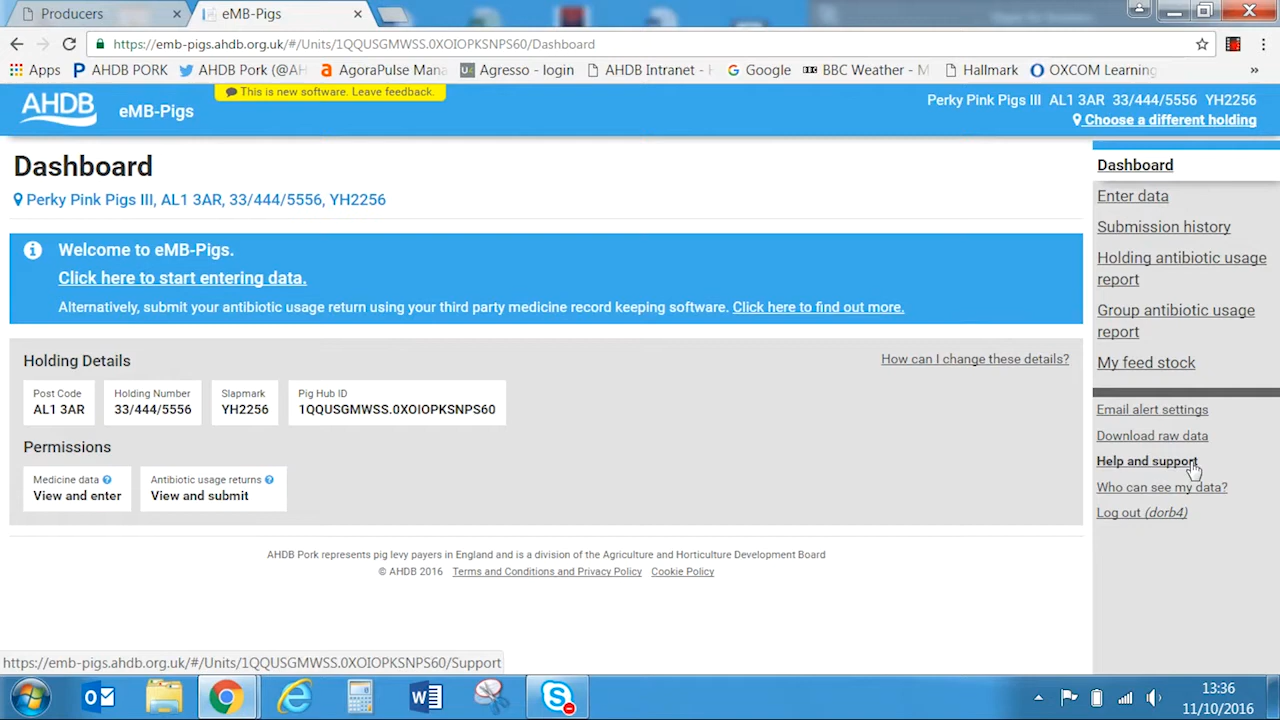 Producers
eMB-Pigs
https://emb-pigs.ahdb.org.uk/#/Units/1QQUSGMWSS.0XOIOPKSNPS60/Dashboard
Apps AHDB PORK AHDB Pork (@AH AgoraPulse Mana Agresso - login AHDB Intranet - H Google BBC Weather - M Hallmark OXCOM Learning »
This is new software. Leave feedback.
AHDB eMB-Pigs
Perky Pink Pigs III AL1 3AR 33/444/5556 YH2256
Choose a different holding
Dashboard
Perky Pink Pigs III, AL1 3AR, 33/444/5556, YH2256
Welcome to eMB-Pigs.
Click here to start entering data.
Alternatively, submit your antibiotic usage return using your third party medicine record keeping software. Click here to find out more.
Holding Details
How can I change these details?
Post Code
AL1 3AR
Holding Number
33/444/5556
Slapmark
YH2256
Pig Hub ID
1QQUSGMWSS.0XOIOPKSNPS60
Permissions
Medicine data ?
View and enter
Antibiotic usage returns ?
View and submit
AHDB Pork represents pig levy payers in England and is a division of the Agriculture and Horticulture Development Board
© AHDB 2016 Terms and Conditions and Privacy Policy Cookie Policy
Dashboard
Enter data
Submission history
Holding antibiotic usage
report
Group antibiotic usage
report
My feed stock
Email alert settings
Download raw data
Help and support
Who can see my data?
Log out (dorb4)
https://emb-pigs.ahdb.org.uk/#/Units/1QQUSGMWSS.0XOIOPKSNPS60/Support
13:36
11/10/2016